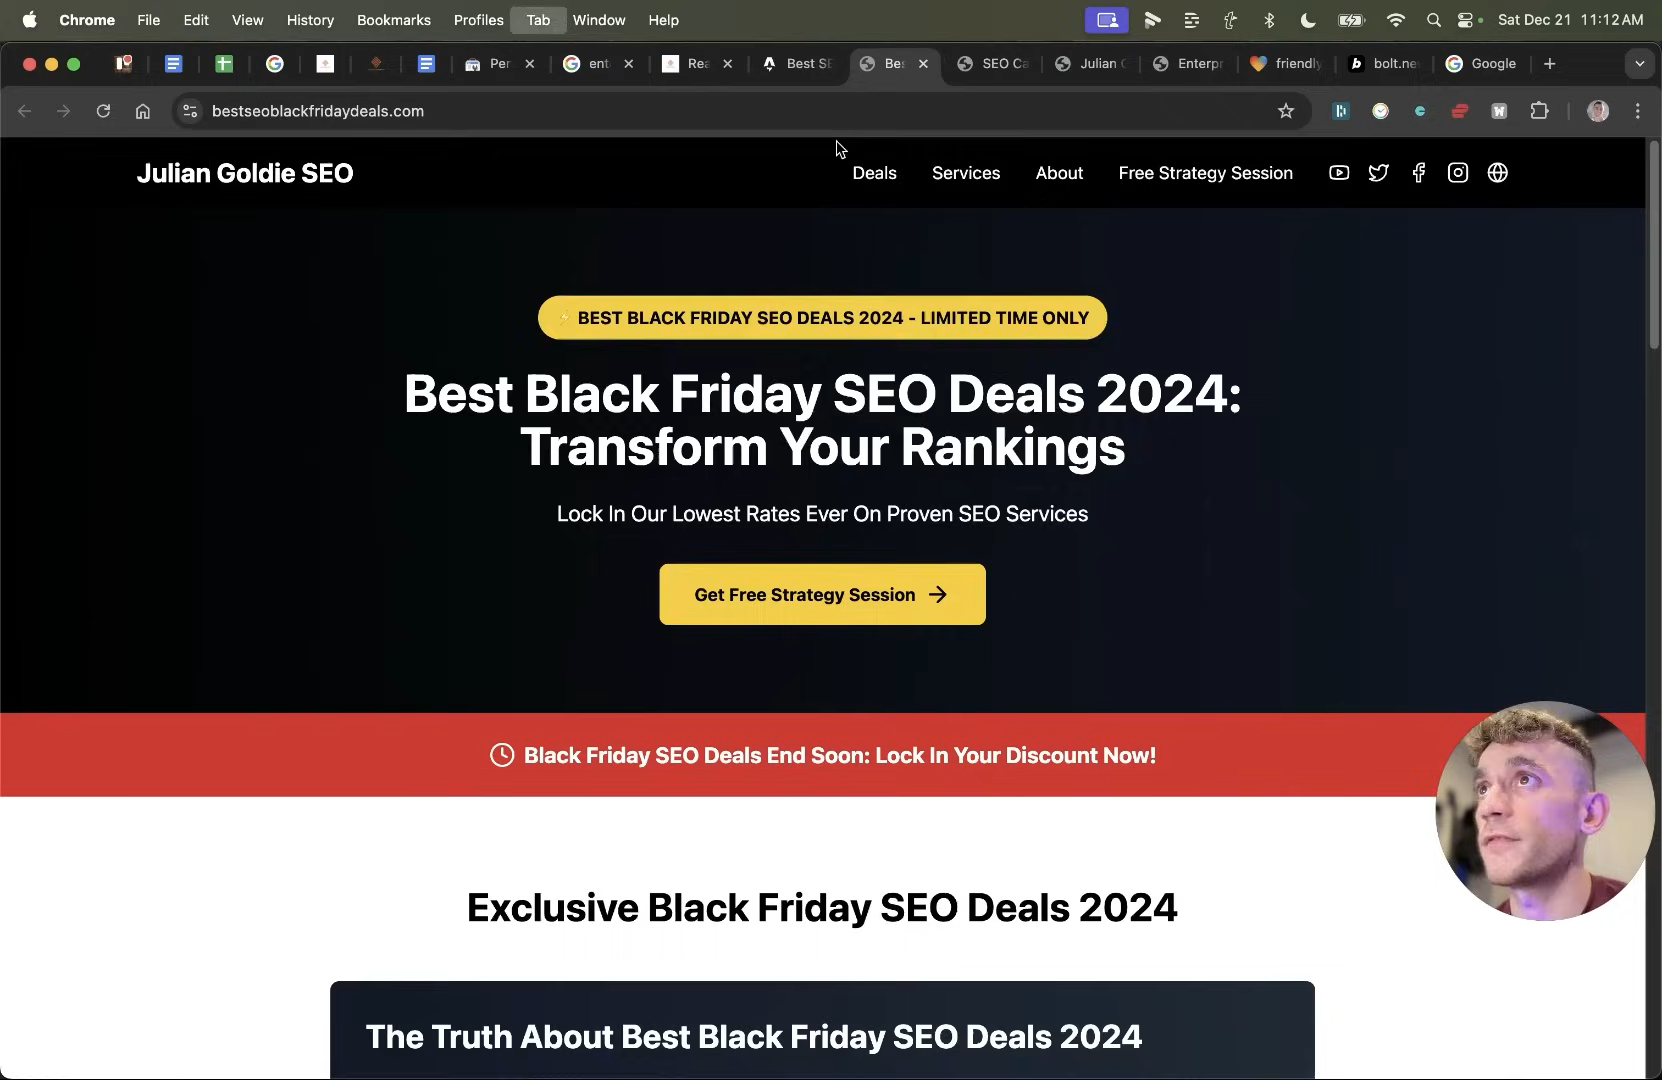 Chrome File Edit View History Bookmarks Profiles Tab Window Help Sat Dec 21 11:12 AM
Per ent Rea Best SE Bes SEO Ca Julian G Enterpr friendly bolt.ne Google
bestseoblackfridaydeals.com
Julian Goldie SEO Deals Services About Free Strategy Session
⚡ BEST BLACK FRIDAY SEO DEALS 2024 - LIMITED TIME ONLY
Best Black Friday SEO Deals 2024:
Transform Your Rankings
Lock In Our Lowest Rates Ever On Proven SEO Services
Get Free Strategy Session →
Black Friday SEO Deals End Soon: Lock In Your Discount Now!
Exclusive Black Friday SEO Deals 2024
The Truth About Best Black Friday SEO Deals 2024